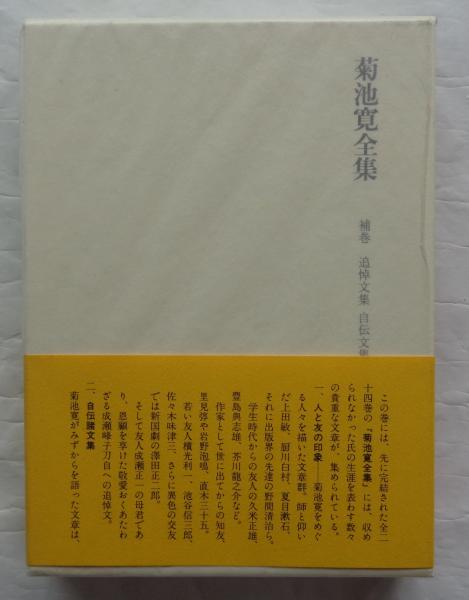 菊池寛全集
補巻 追悼文集 自伝文集
この巻には、先に完結された全二
十四巻の『菊池寛全集』には、収め
られなかった氏の生涯を表わす数々
の貴重な文章が、集められている。
一、人と友の印象──菊池寛をめぐ
る人々を描いた文章群。師と仰い
だ上田敏、厨川白村、夏目漱石、
それに出版界の先達の野間清治ら。
学生時代からの友人の久米正雄、
豊島與志雄、芥川龍之介など。
作家として世に出てからの知友、
里見弴や岩野泡鳴、直木三十五。
若い友人横光利一、池谷信三郎、
佐々木味津三、さらに異色の交友
では新国劇の澤田正二郎。
そして友人成瀬正一の母君であ
り、恩顧を享けた敬愛おくあたわ
ざる成瀬峰子刀自への追悼文。
二、自伝諸文集
菊池寛がみずからを語った文章は、